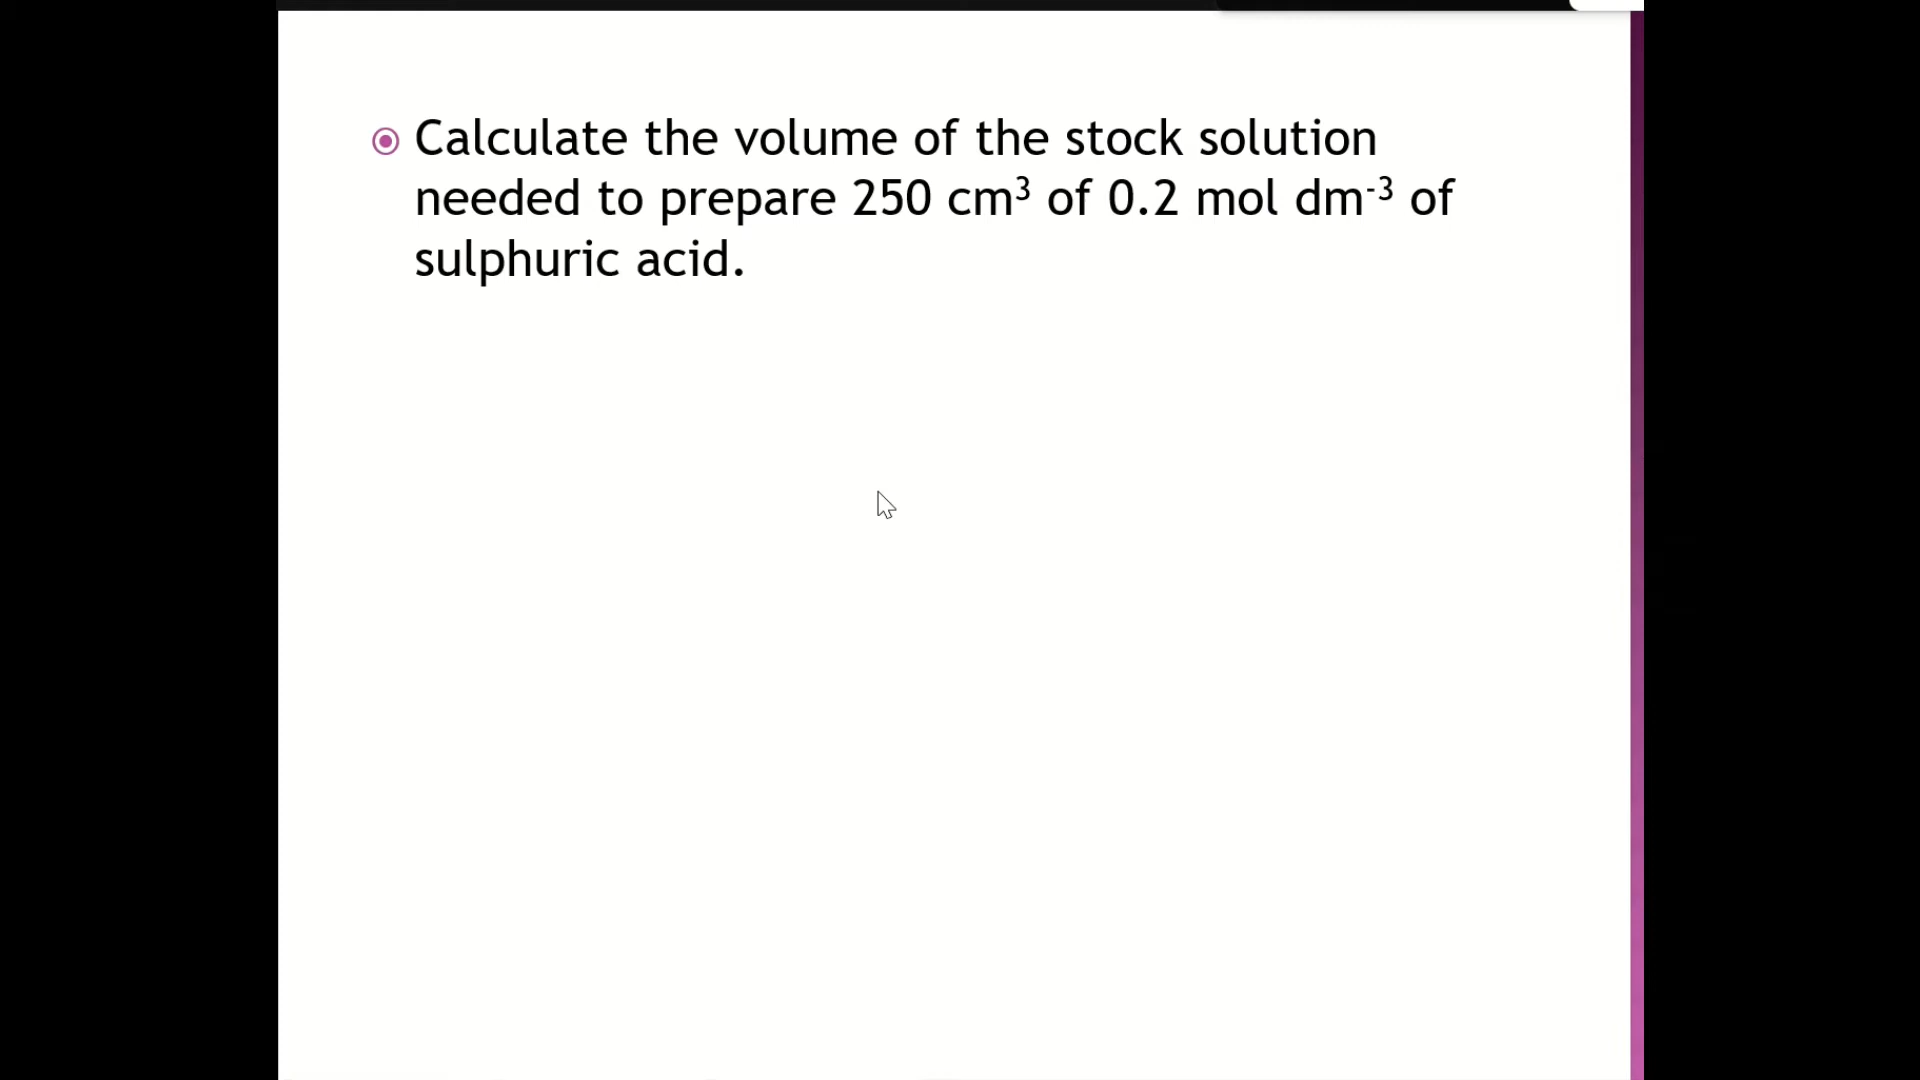 Calculate the volume of the stock solution
needed to prepare 250 cm³ of 0.2 mol dm⁻³ of
sulphuric acid.